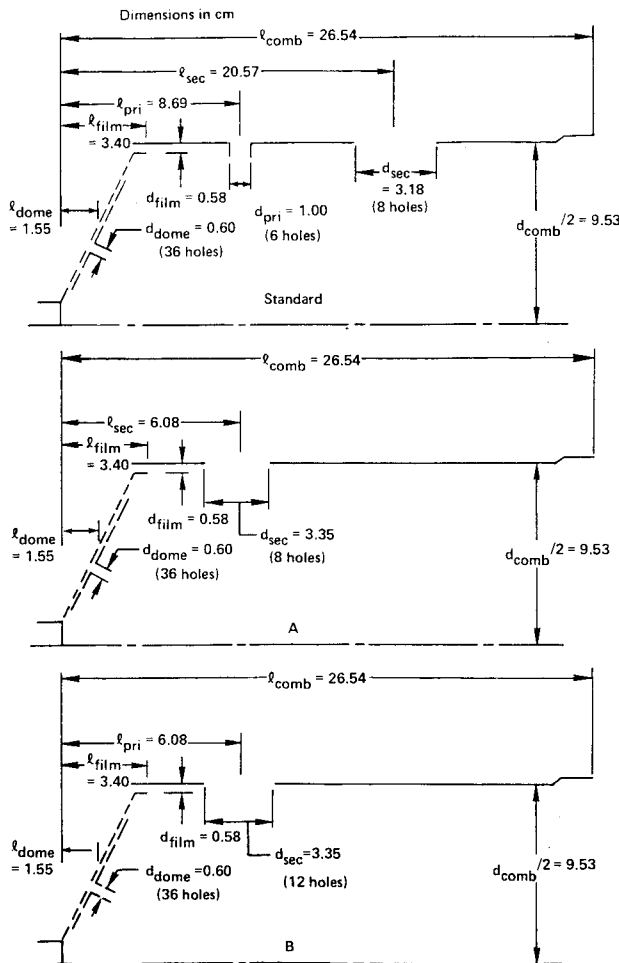 Dimensions in cm
ℓcomb = 26.54
ℓsec = 20.57
ℓpri = 8.69
ℓfilm = 3.40
dfilm = 0.58
dsec = 3.18 (8 holes)
dpri = 1.00 (6 holes)
ℓdome = 1.55
ddome = 0.60 (36 holes)
dcomb/2 = 9.53
Standard
ℓcomb = 26.54
ℓsec = 6.08
ℓfilm = 3.40
dfilm = 0.58
dsec = 3.35 (8 holes)
ℓdome = 1.55
ddome = 0.60 (36 holes)
dcomb/2 = 9.53
A
ℓcomb = 26.54
ℓpri = 6.08
ℓfilm = 3.40
dfilm = 0.58
dsec=3.35 (12 holes)
ℓdome = 1.55
ddome =0.60 (36 holes)
dcomb/2 = 9.53
B